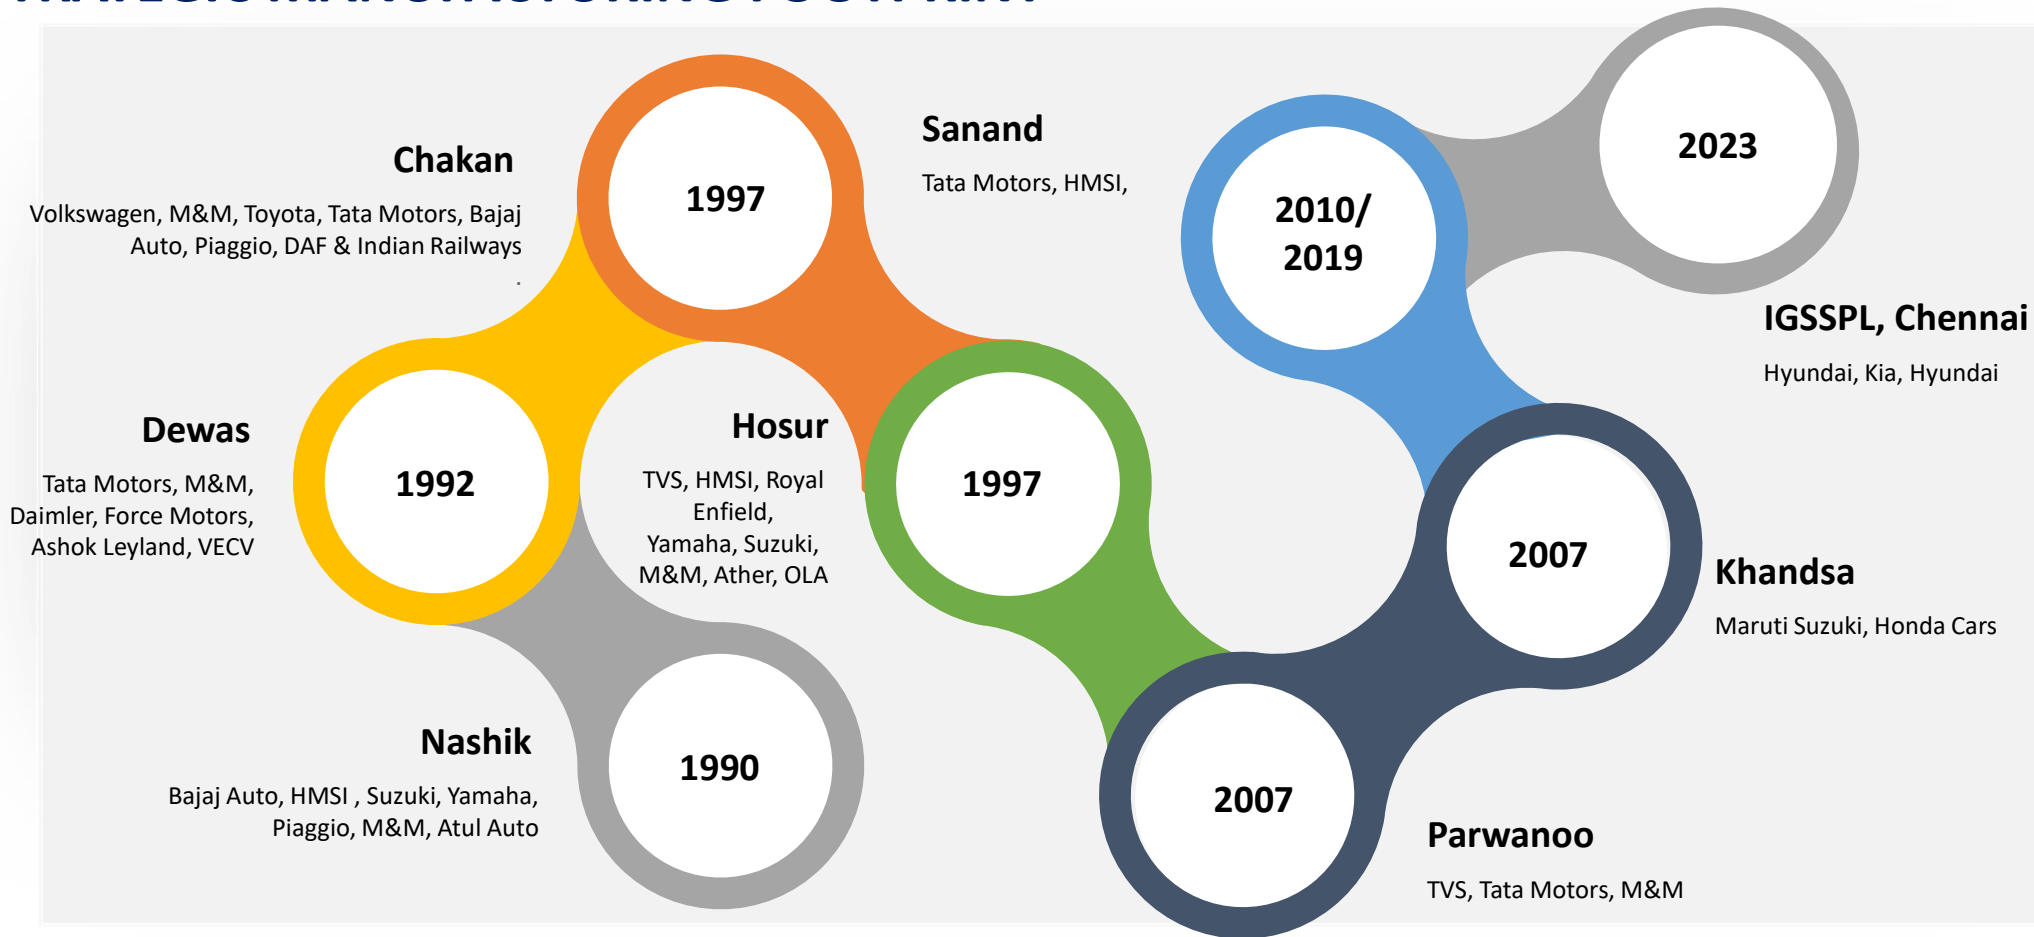 Chakan
Volkswagen, M&M, Toyota, Tata Motors, Bajaj
Auto, Piaggio, DAF & Indian Railways
.
1997
Sanand
Tata Motors, HMSI,
2010/
2019
2023
IGSSPL, Chennai
Hyundai, Kia, Hyundai
Dewas
Tata Motors, M&M,
Daimler, Force Motors,
Ashok Leyland, VECV
1992
Hosur
TVS, HMSI, Royal
Enfield,
Yamaha, Suzuki,
M&M, Ather, OLA
1997
2007
Khandsa
Maruti Suzuki, Honda Cars
Nashik
Bajaj Auto, HMSI , Suzuki, Yamaha,
Piaggio, M&M, Atul Auto
1990
2007
Parwanoo
TVS, Tata Motors, M&M